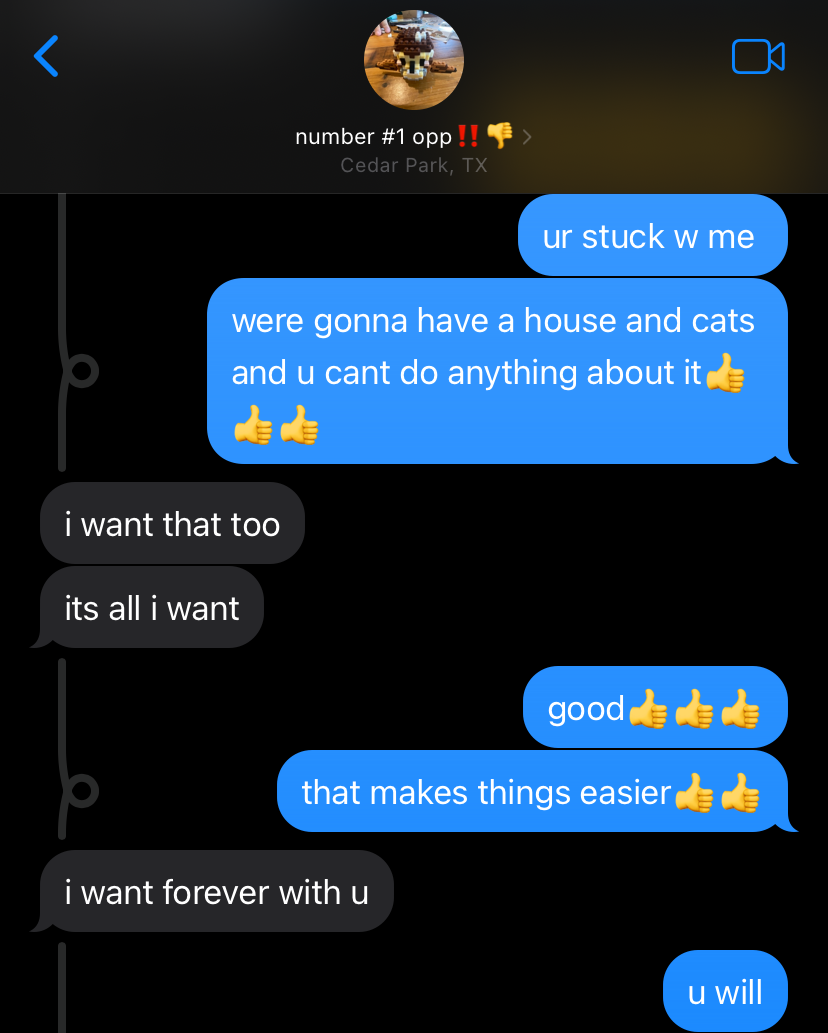 number #1 opp‼️👎
Cedar Park, TX
ur stuck w me
were gonna have a house and cats
and u cant do anything about it👍
👍👍
i want that too
its all i want
good👍👍👍
that makes things easier👍👍
i want forever with u
u will